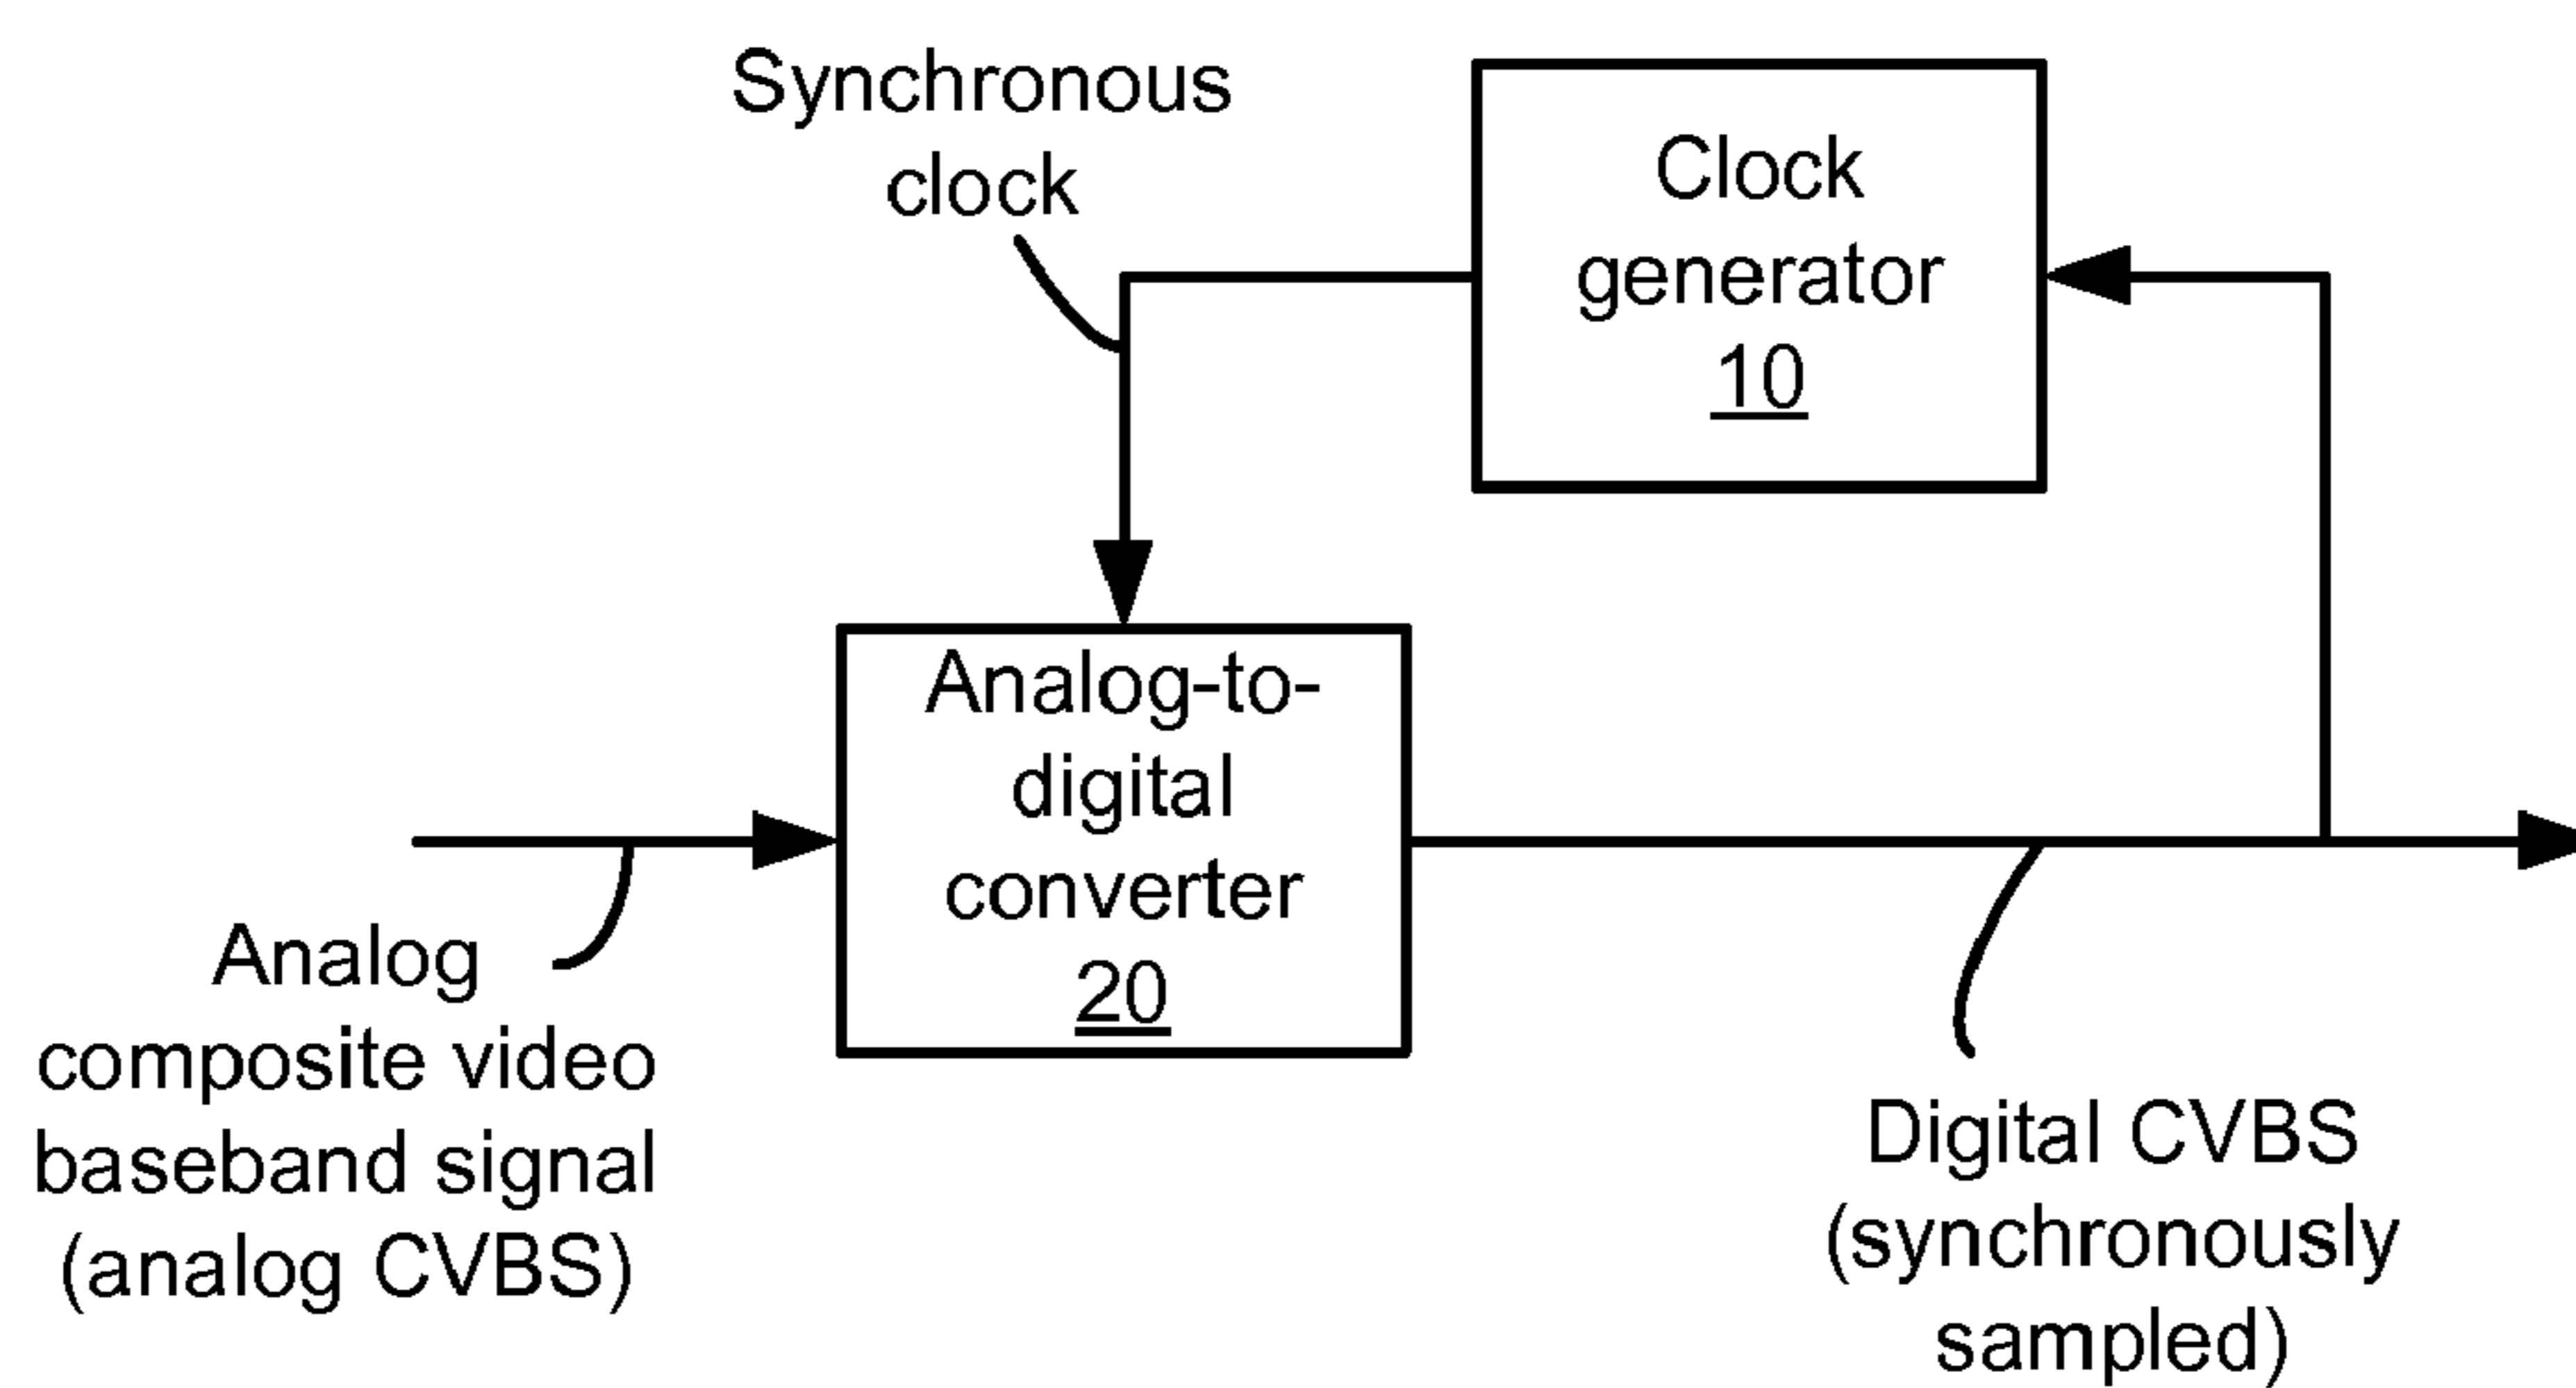 Synchronous
clock
Clock
generator
10
Analog-to-
digital
converter
20
Analog
composite video
baseband signal
(analog CVBS)
Digital CVBS
(synchronously
sampled)